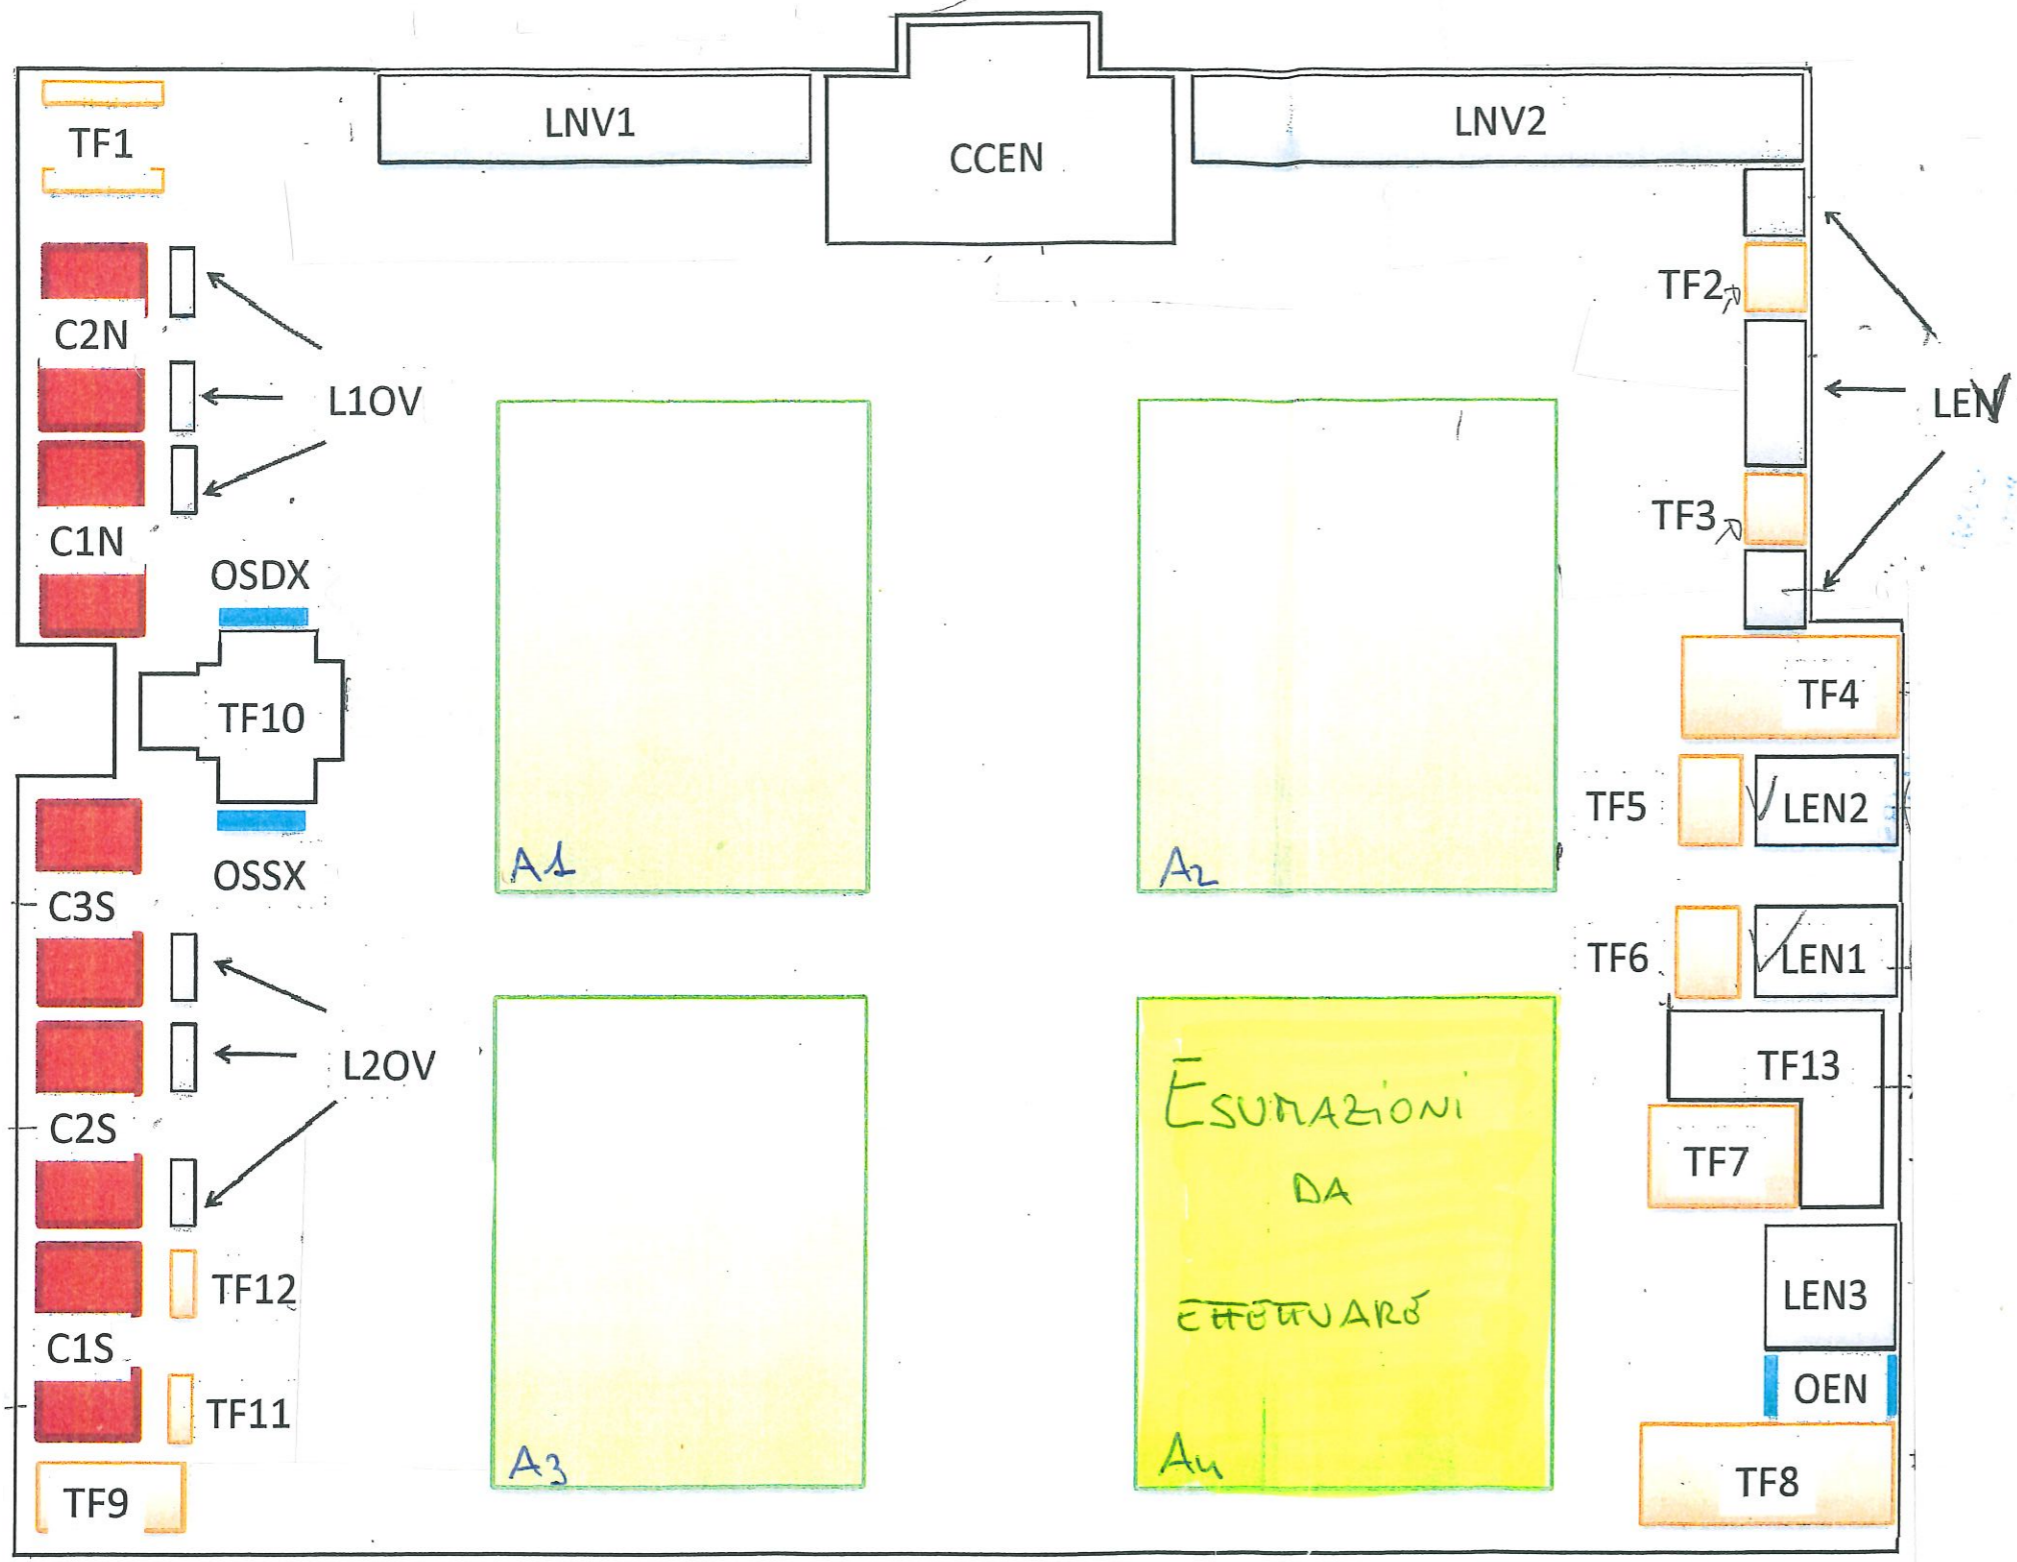 LNV1
LNV2
CCEN
TF1
C2N
L1OV
C1N
OSDX
TF10
OSSX
C3S
L2OV
C2S
TF12
C1S
TF11
TF9
TF2
LEN
TF3
TF4
TF5
LEN2
TF6
LEN1
TF13
TF7
LEN3
OEN
TF8
A1
A2
A3
ESUMAZIONI
DA
EFFETTUARE
A4